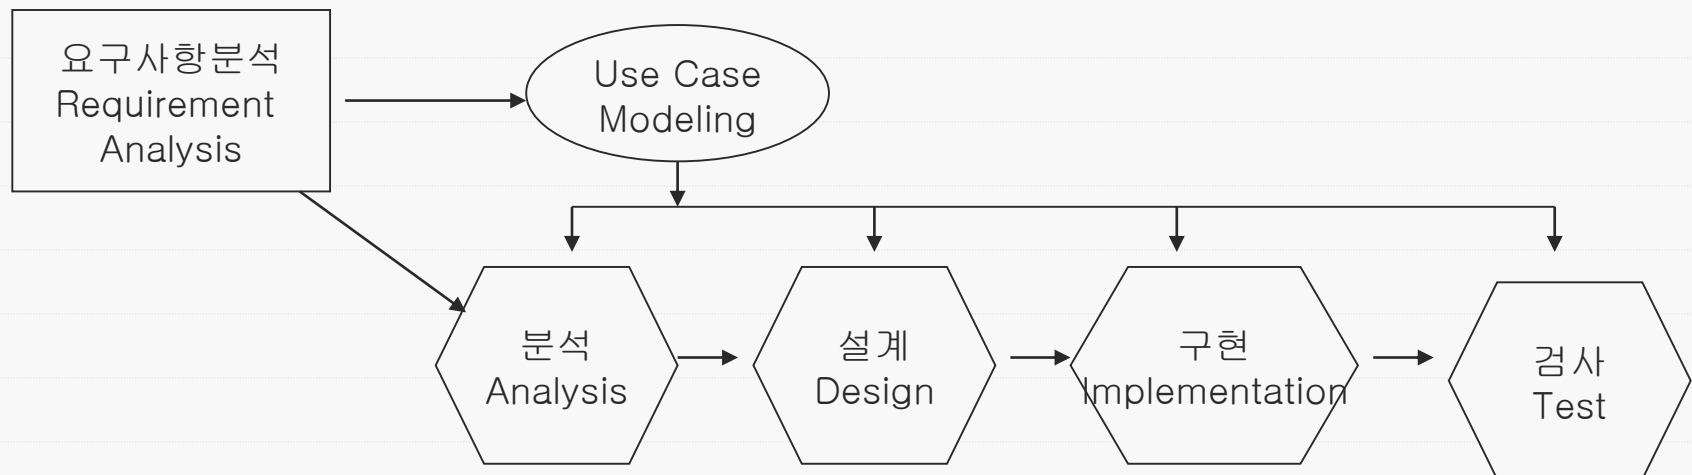 요구사항분석
Requirement
Analysis
Use Case
Modeling
분석
Analysis
설계
Design
구현
Implementation
검사
Test